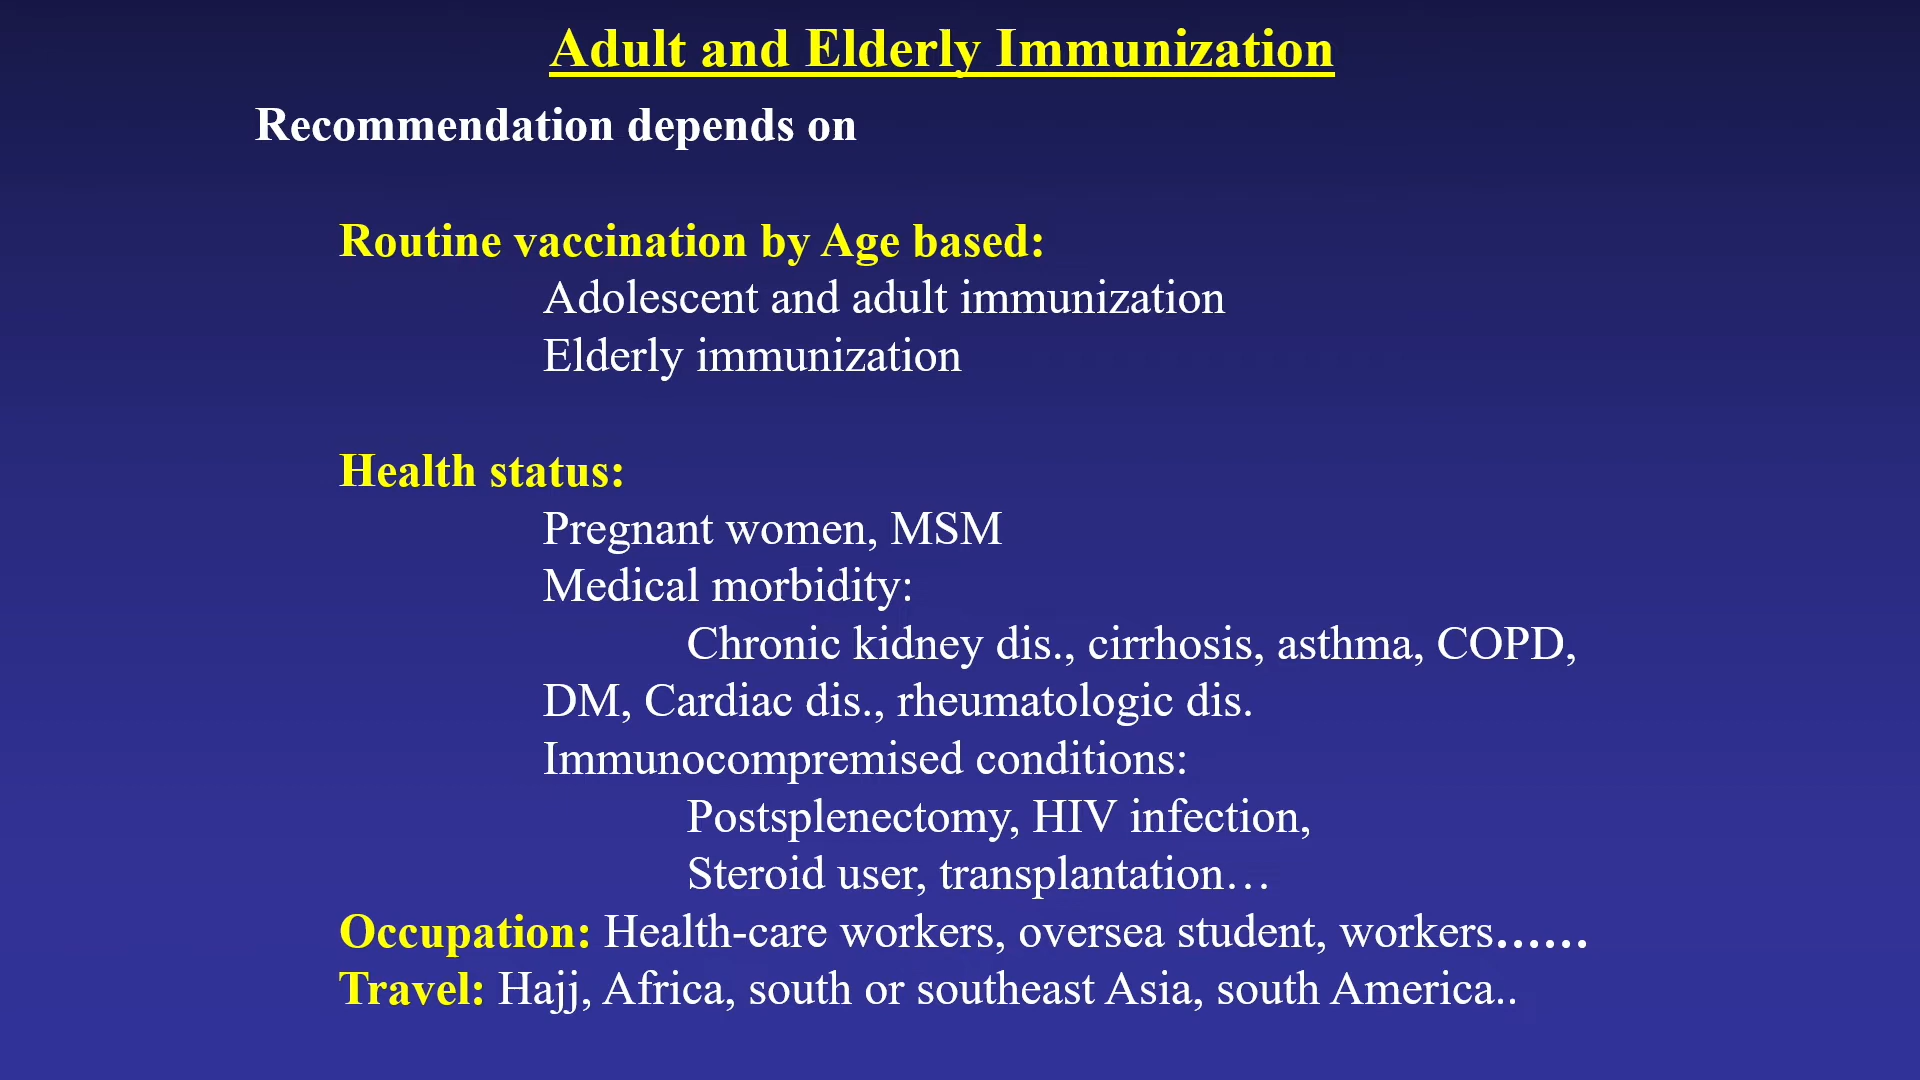 Adult and Elderly Immunization
Recommendation depends on
Routine vaccination by Age based:
Adolescent and adult immunization
Elderly immunization
Health status:
Pregnant women, MSM
Medical morbidity:
Chronic kidney dis., cirrhosis, asthma, COPD,
DM, Cardiac dis., rheumatologic dis.
Immunocompremised conditions:
Postsplenectomy, HIV infection,
Steroid user, transplantation…
Occupation: Health-care workers, oversea student, workers……
Travel: Hajj, Africa, south or southeast Asia, south America..